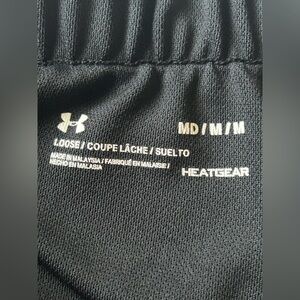 MD / M / M
LOOSE / COUPE LÂCHE / SUELTO
MADE IN MALAYSIA / FABRIQUÉ EN MALAISIE /
HECHO EN MALASIA
HEATGEAR